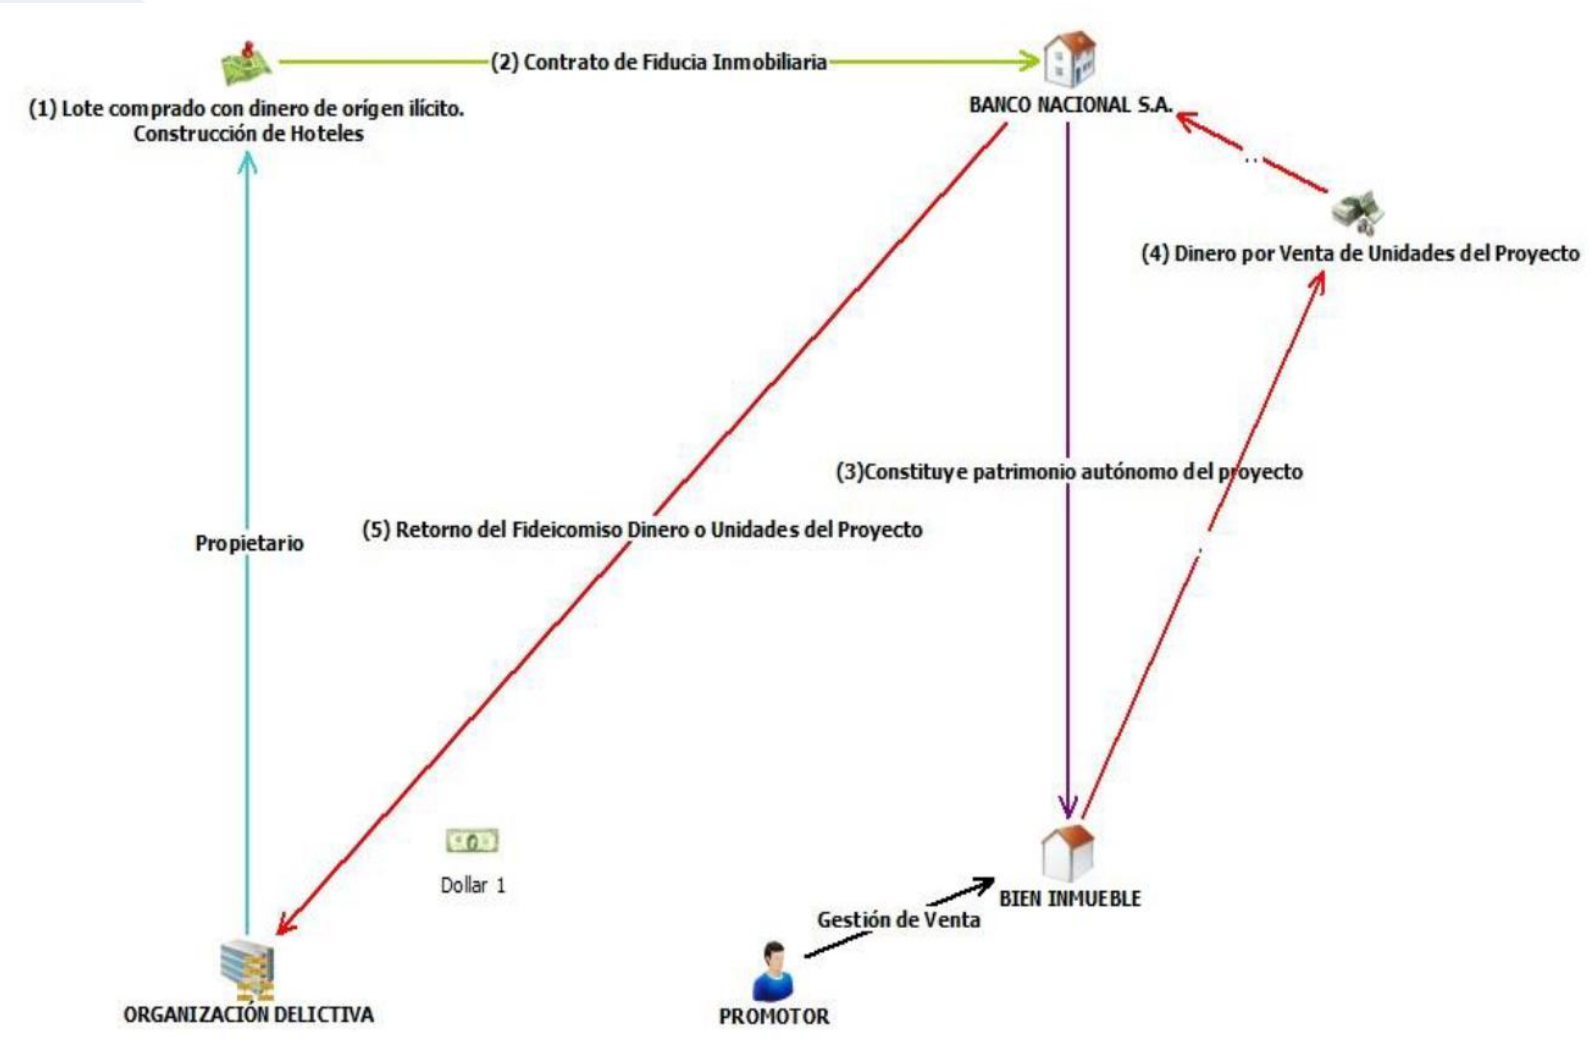 (2) Contrato de Fiducia Inmobiliaria
(1) Lote comprado con dinero de orígen ilícito.
Construcción de Hoteles
BANCO NACIONAL S.A.
(4) Dinero por Venta de Unidades del Proyecto
(3)Constituye patrimonio autónomo del proyecto
(5) Retorno del Fideicomiso Dinero o Unidades del Proyecto
Propietario
Dollar 1
BIEN INMUEBLE
Gestión de Venta
ORGANIZACIÓN DELICTIVA
PROMOTOR